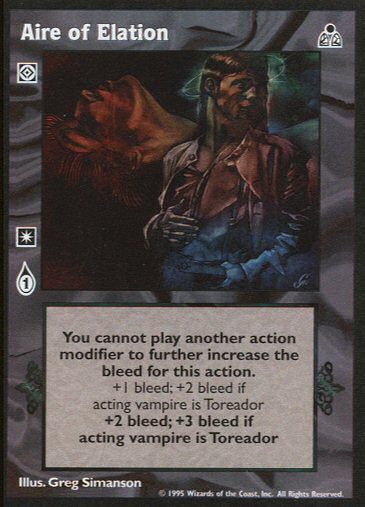 Aire of Elation
1
You cannot play another action
modifier to further increase the
bleed for this action.
+1 bleed; +2 bleed if
acting vampire is Toreador
+2 bleed; +3 bleed if
acting vampire is Toreador
Illus. Greg Simanson
© 1995 Wizards of the Coast, Inc. All Rights Reserved.